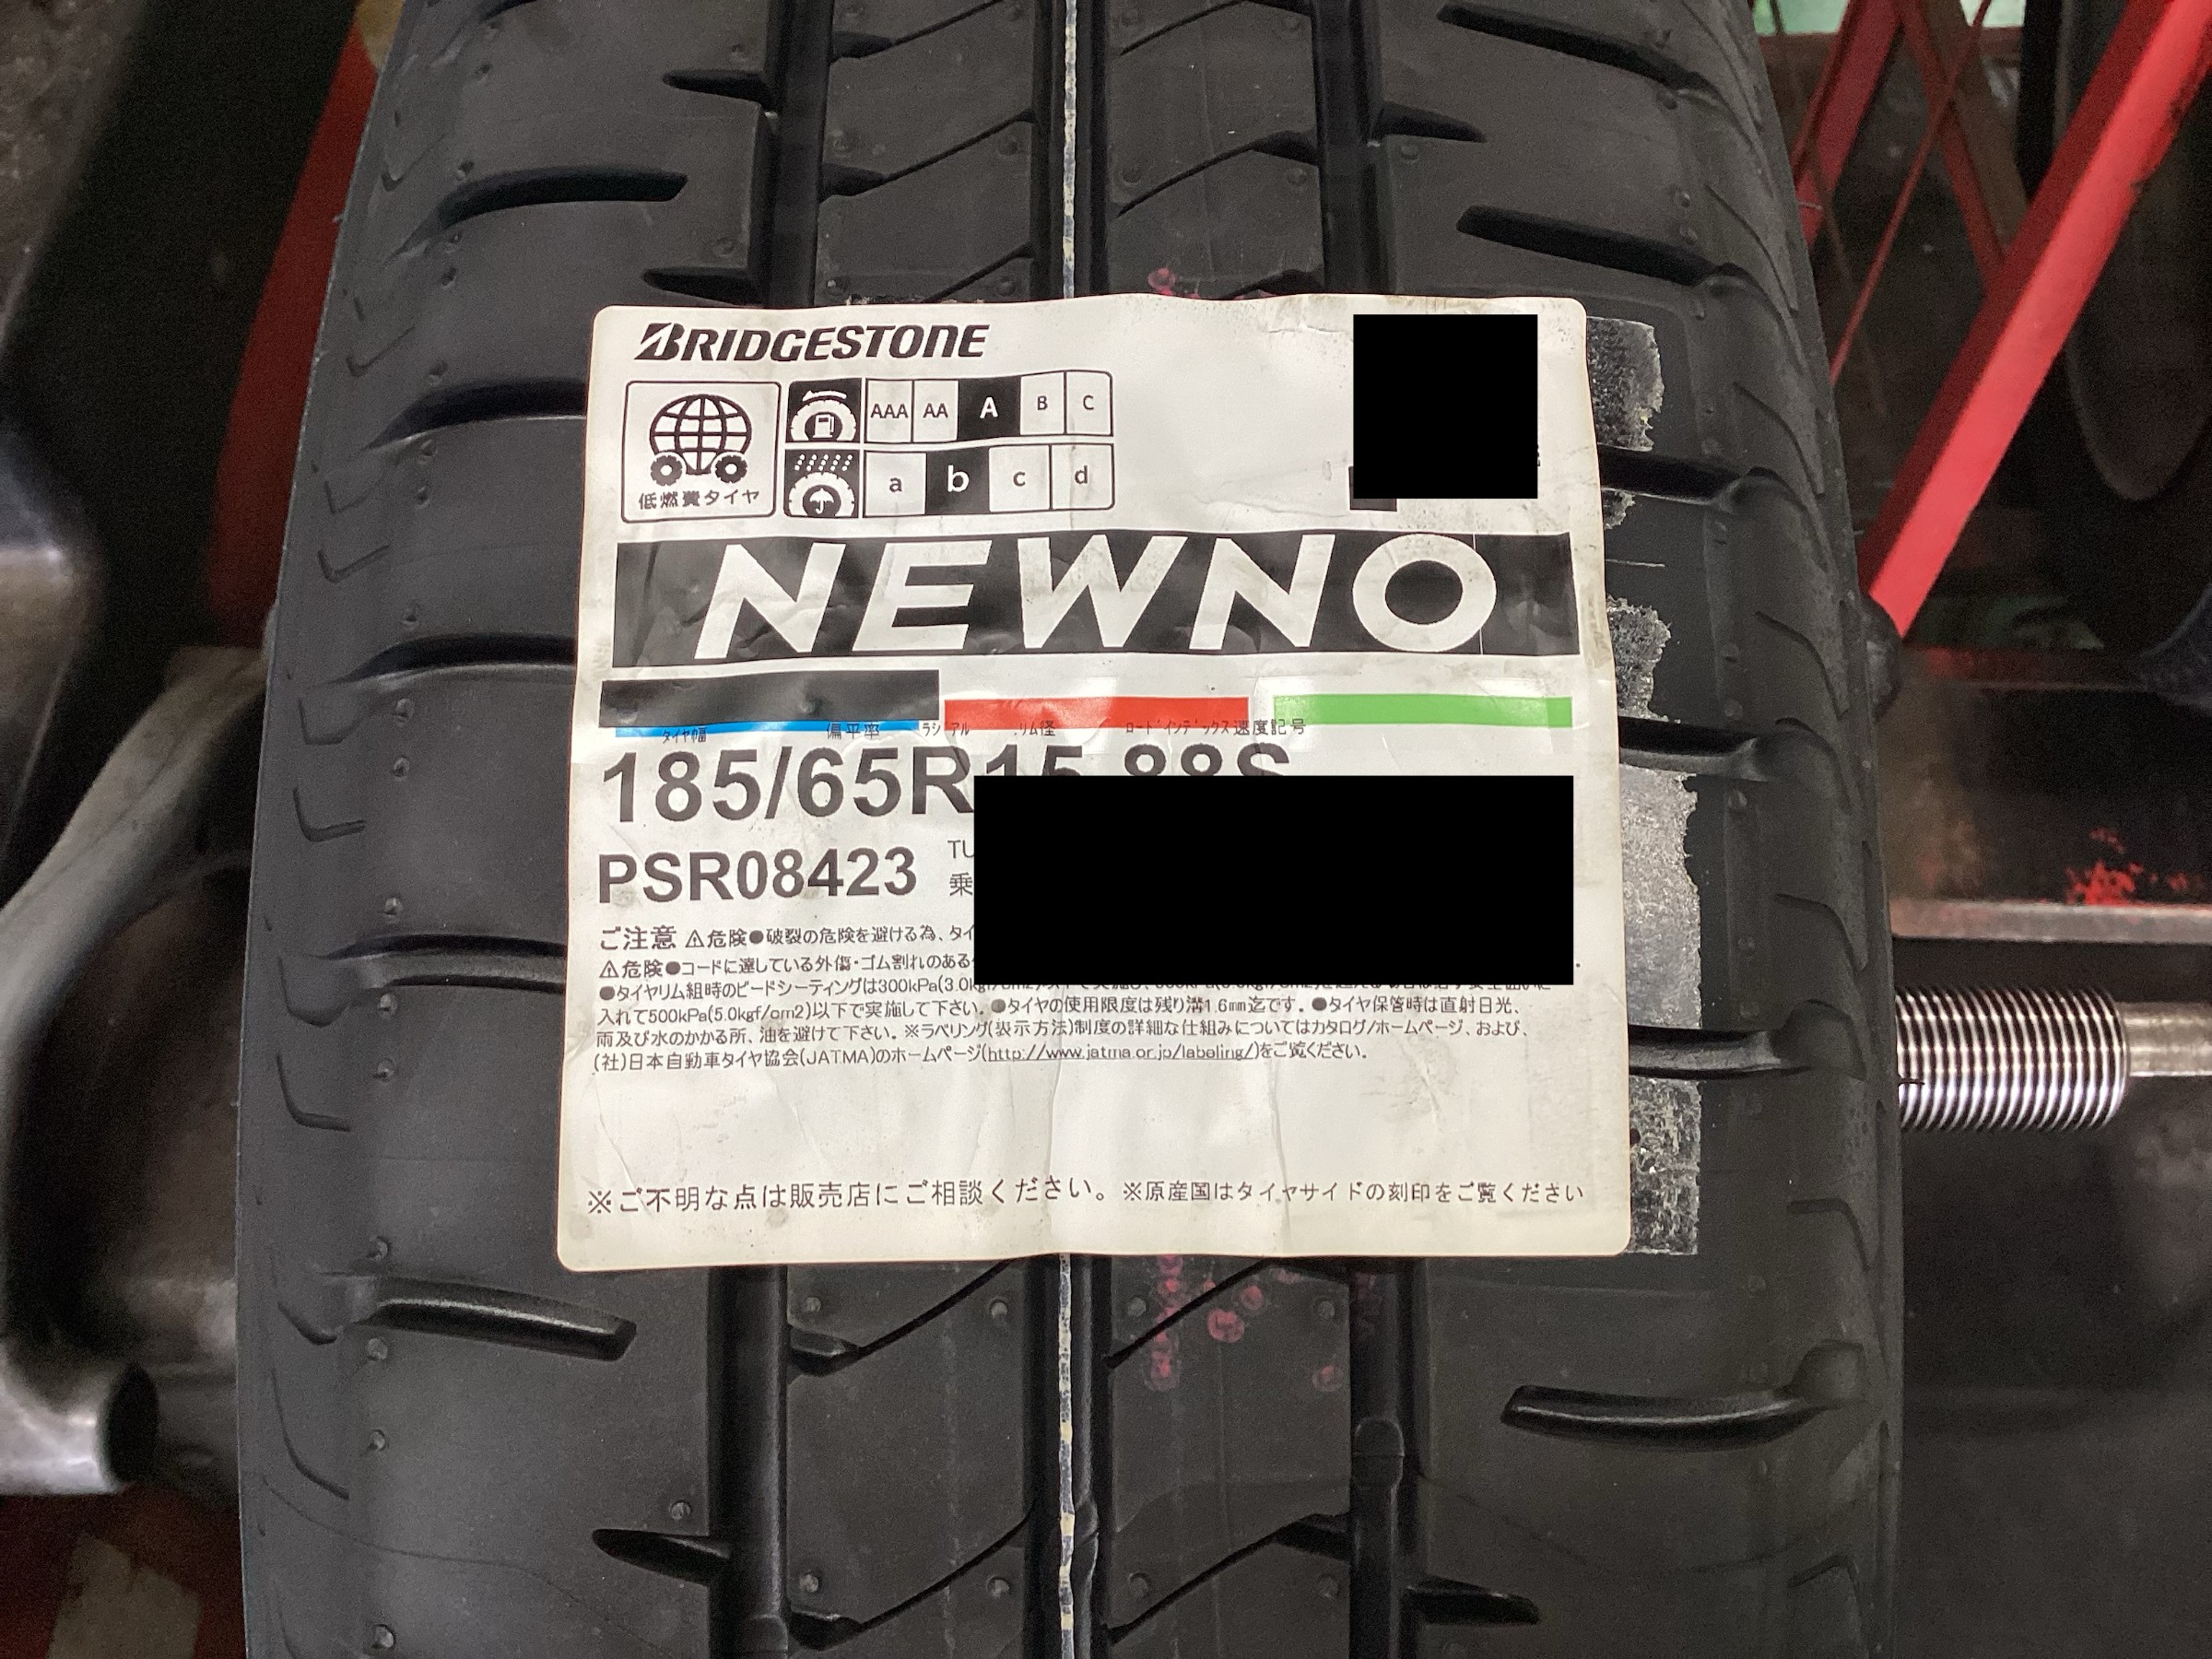 BRIDGESTONE
低燃費タイヤ
AAA AA A B C
a b c d
NEWNO
タイヤ幅 偏平率 ラジアル リム径 ロードインデックス 速度記号
185/65R15 88S
PSR08423
乗
ご注意 ⚠危険●破裂の危険を避ける為、タイ
⚠危険●コードに達している外傷・ゴム割れのある
●タイヤリム組時のビードシーティングは300kPa(3.0kgf/cm2)
入れて500kPa(5.0kgf/cm2)以下で実施して下さい。●タイヤの使用限度は残り溝1.6mm迄です。●タイヤ保管時は直射日光、
雨及び水のかかる所、油を避けて下さい。※ラベリング(表示方法)制度の詳細な仕組みについてはカタログ/ホームページ、および、
(社)日本自動車タイヤ協会(JATMA)のホームページ(http://www.jatma.or.jp/labeling/)をご覧ください。
※ご不明な点は販売店にご相談ください。※原産国はタイヤサイドの刻印をご覧ください